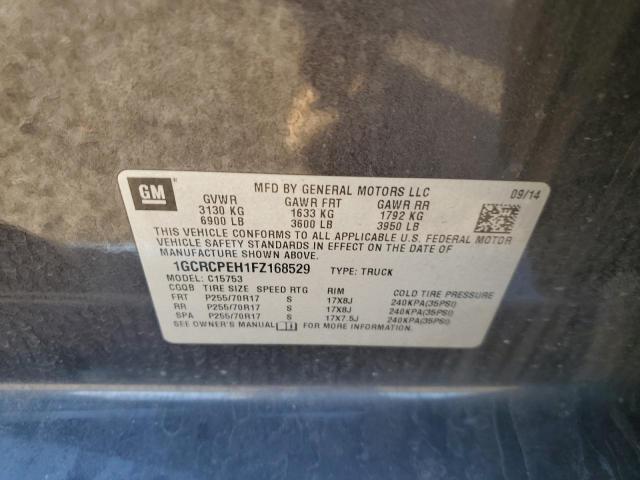 GM
MFD BY GENERAL MOTORS LLC 09/14
GVWR GAWR FRT GAWR RR
3130 KG 1633 KG 1792 KG
6900 LB 3600 LB 3950 LB
THIS VEHICLE CONFORMS TO ALL APPLICABLE U.S. FEDERAL MOTOR
VEHICLE SAFETY STANDARDS IN EFFECT ON THE DATE OF
MANUFACTURE SHOWN ABOVE.
1GCRCPEH1FZ168529 TYPE: TRUCK
MODEL: C15753
CGQB TIRE SIZE SPEED RTG RIM COLD TIRE PRESSURE
FRT P255/70R17 S 17X8J 240KPA(35PSI)
RR P255/70R17 S 17X8J 240KPA(35PSI)
SPA P255/70R17 S 17X7.5J 240KPA(35PSI)
SEE OWNER'S MANUAL FOR MORE INFORMATION.